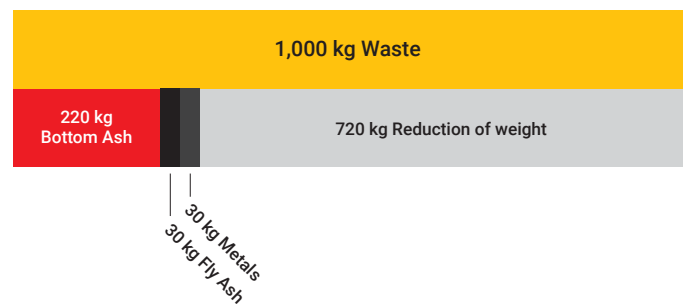 1,000 kg Waste
220 kg
Bottom Ash
720 kg Reduction of weight
30 kg Metals
30 kg Fly Ash